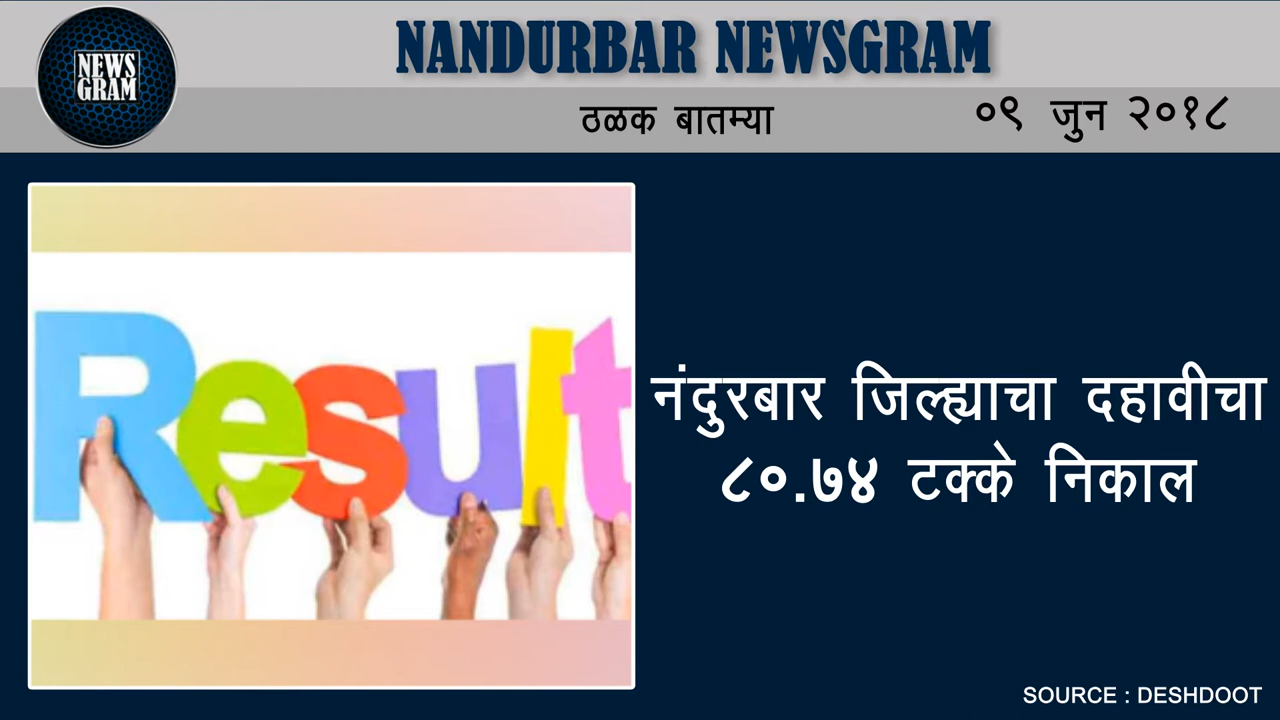 NEWS
GRAM
NANDURBAR NEWSGRAM
ठळक बातम्या
०९ जुन २०१८
Result
नंदुरबार जिल्ह्याचा दहावीचा
८०.७४ टक्के निकाल
SOURCE : DESHDOOT